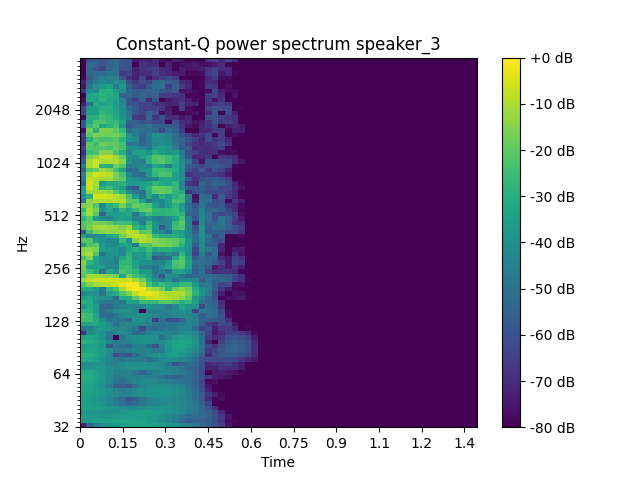 Constant-Q power spectrum speaker_3
Hz
2048
1024
512
256
128
64
32
0 0.15 0.3 0.45 0.6 0.75 0.9 1.1 1.2 1.4
Time
+0 dB
-10 dB
-20 dB
-30 dB
-40 dB
-50 dB
-60 dB
-70 dB
-80 dB